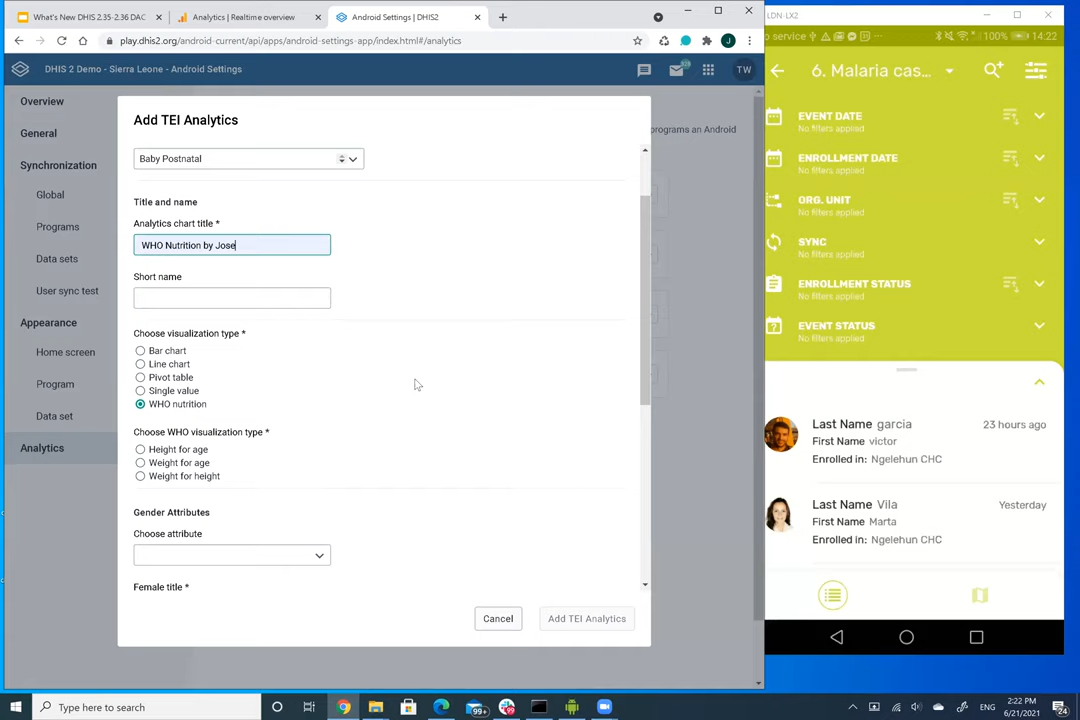 What's New DHIS 2.35-2.36 DAC
Analytics | Realtime overview
Android Settings | DHIS2
play.dhis2.org/android-current/api/apps/android-settings-app/index.html#/analytics
J
DHIS 2 Demo - Sierra Leone - Android Settings
TW
Overview
General
Synchronization
Global
Programs
Data sets
User sync test
Appearance
Home screen
Program
Data set
Analytics
programs an Android
Add TEI Analytics
Baby Postnatal
Title and name
Analytics chart title *
WHO Nutrition by Jose
Short name
Choose visualization type *
Bar chart
Line chart
Pivot table
Single value
WHO nutrition
Choose WHO visualization type *
Height for age
Weight for age
Weight for height
Gender Attributes
Choose attribute
Female title *
Cancel
Add TEI Analytics
LDN-LX2
o service
100%
14:22
6. Malaria cas...
EVENT DATE
No filters applied
ENROLLMENT DATE
No filters applied
ORG. UNIT
No filters applied
SYNC
No filters applied
ENROLLMENT STATUS
No filters applied
EVENT STATUS
No filters applied
Last Name garcia
23 hours ago
First Name victor
Enrolled in: Ngelehun CHC
Last Name Vila
Yesterday
First Name Marta
Enrolled in: Ngelehun CHC
Type here to search
99+
ENG
2:22 PM
6/21/2021
24